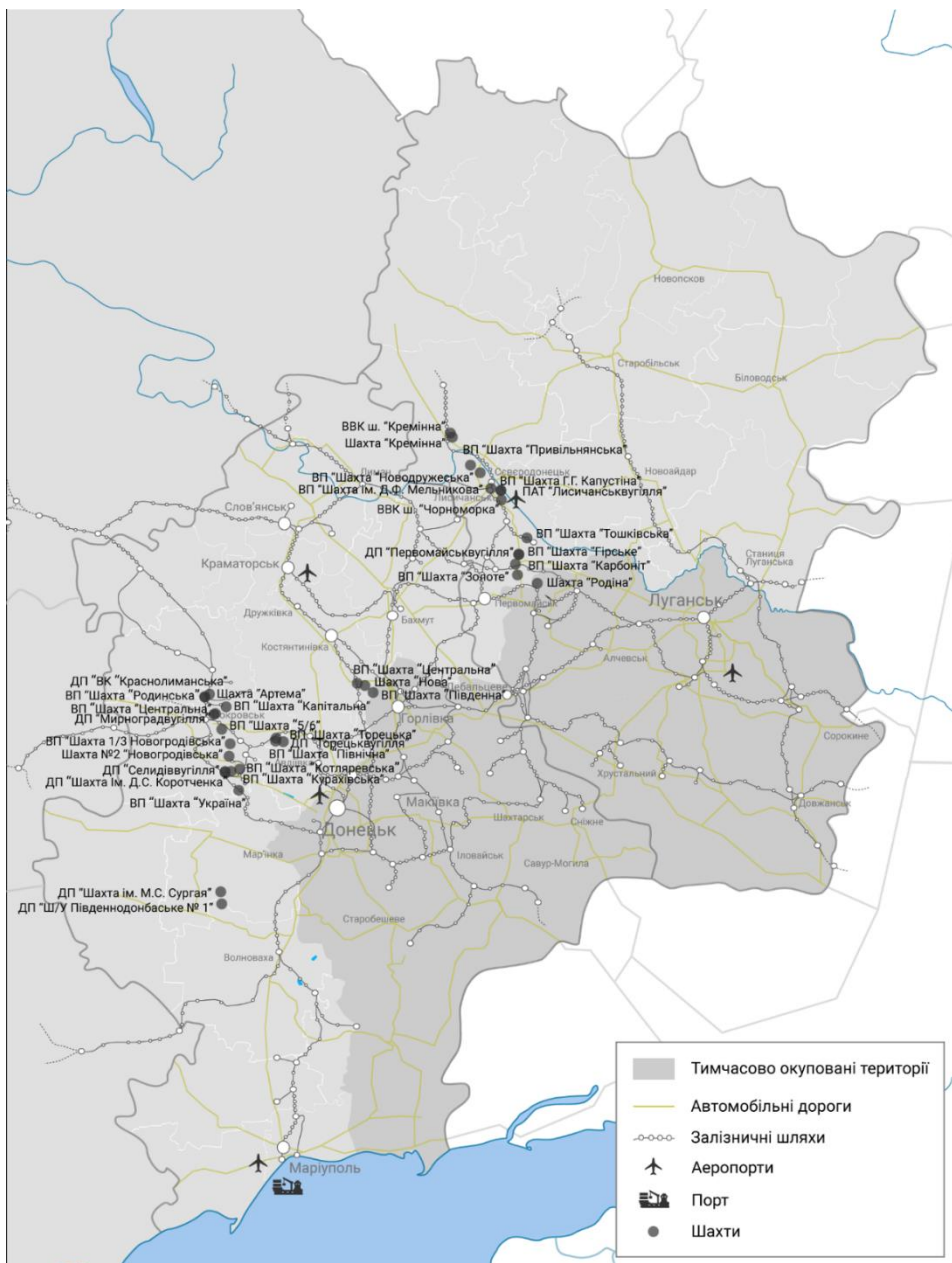 Новопсков
Старобільськ
Біловодськ
ВВК ш. "Кремінна"
Шахта "Кремінна"
ВП "Шахта "Привільнянська"
Лиман
Сєвєродонецьк
Новоайдар
ВП "Шахта "Новодружеська"
ВП "Шахта Г.Г. Капустіна"
ВП "Шахта ім. Д.Ф. Мельникова"
ПАТ "Лисичанськвугілля"
Лисичанськ
ВВК ш. "Чорноморка"
Слов'янськ
ВП "Шахта "Тошківська"
ДП "Первомайськвугілля"
ВП "Шахта "Гірське"
Станиця
Луганська
ВП "Шахта "Карбоніт"
Краматорськ
ВП "Шахта "Золоте"
Шахта "Родіна"
Первомайськ
Луганськ
Дружківка
Бахмут
Костянтинівка
Алчевськ
ВП "Шахта "Центральна"
ДП "ВК "Краснолиманська"
Шахта "Нова"
Дебальцеве
ВП "Шахта "Родинська"
Шахта "Артема"
ВП "Шахта "Південна"
ВП "Шахта "Центральна"
ВП "Шахта "Капітальна"
Покровськ
Горлівка
ДП "Мирноградвугілля"
ВП "Шахта "5/6"
ВП "Шахта "Торецька"
Сорокине
ВП "Шахта 1/3 Новогродівська"
ДП "Торецьквугілля
Шахта №2 "Новогродівська"
ВП "Шахта "Північна"
ВП "Шахта "Котляревська"
ДП "Селидіввугілля"
ВП "Шахта "Курахівська"
Хрустальний
ДП "Шахта Ім. Д.С. Коротченка
ВП "Шахта "Україна"
Макіївка
Довжанськ
Донецьк
Шахтарськ
Сніжне
Мар'їнка
Іловайськ
Савур-Могила
ДП "Шахта ім. М.С. Сургая"
ДП "Ш/У Південнодонбаське № 1"
Старобешеве
Волноваха
Маріуполь
Тимчасово окуповані території
Автомобільні дороги
Залізничні шляхи
Аеропорти
Порт
Шахти